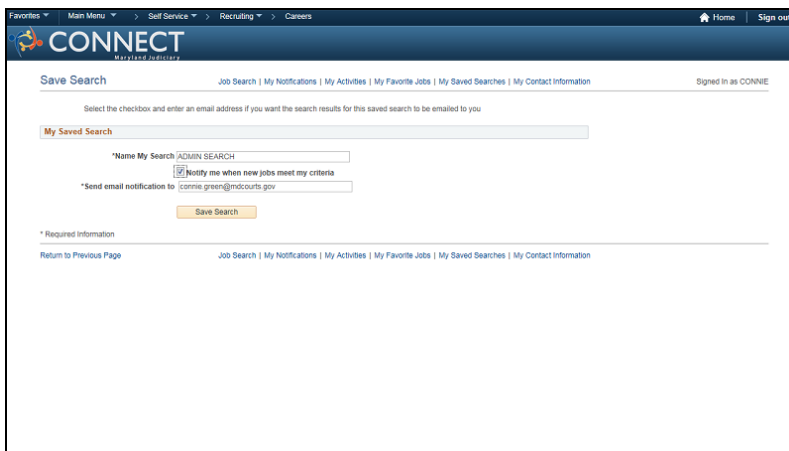 Favorites Main Menu > Self Service > Recruiting > Careers Home Sign out
CONNECT
Maryland Judiciary
Save Search Job Search | My Notifications | My Activities | My Favorite Jobs | My Saved Searches | My Contact Information Signed In as CONNIE
Select the checkbox and enter an email address if you want the search results for this saved search to be emailed to you
My Saved Search
*Name My Search ADMIN SEARCH
Notify me when new jobs meet my criteria
*Send email notification to connie.green@mdcourts.gov
Save Search
* Required Information
Return to Previous Page Job Search | My Notifications | My Activities | My Favorite Jobs | My Saved Searches | My Contact Information